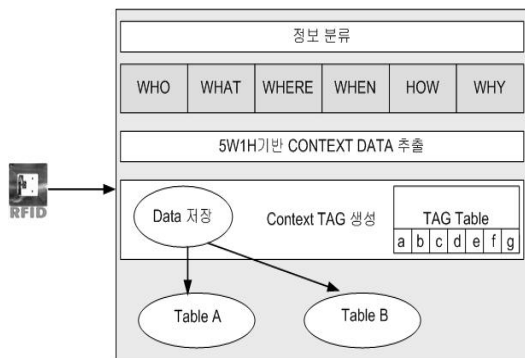 정보 분류
WHO WHAT WHERE WHEN HOW WHY
5W1H기반 CONTEXT DATA 추출
RFID
Data 저장
Context TAG 생성
TAG Table
a b c d e f g
Table A
Table B